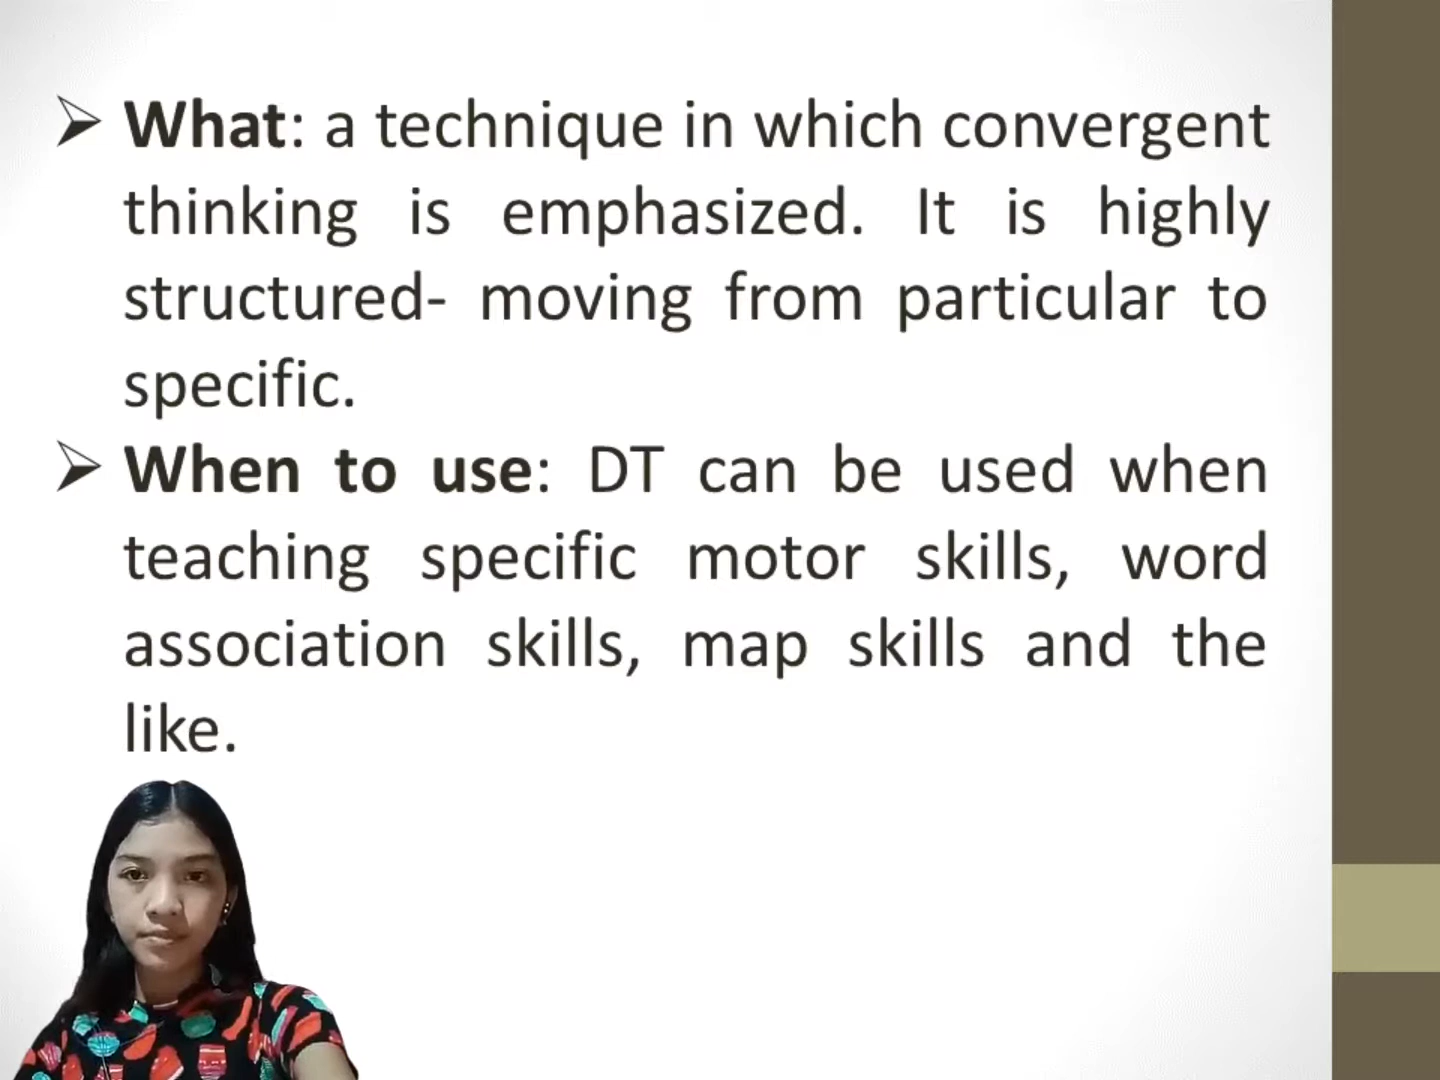 What: a technique in which convergent
thinking is emphasized. It is highly
structured- moving from particular to
specific.
When to use: DT can be used when
teaching specific motor skills, word
association skills, map skills and the
like.